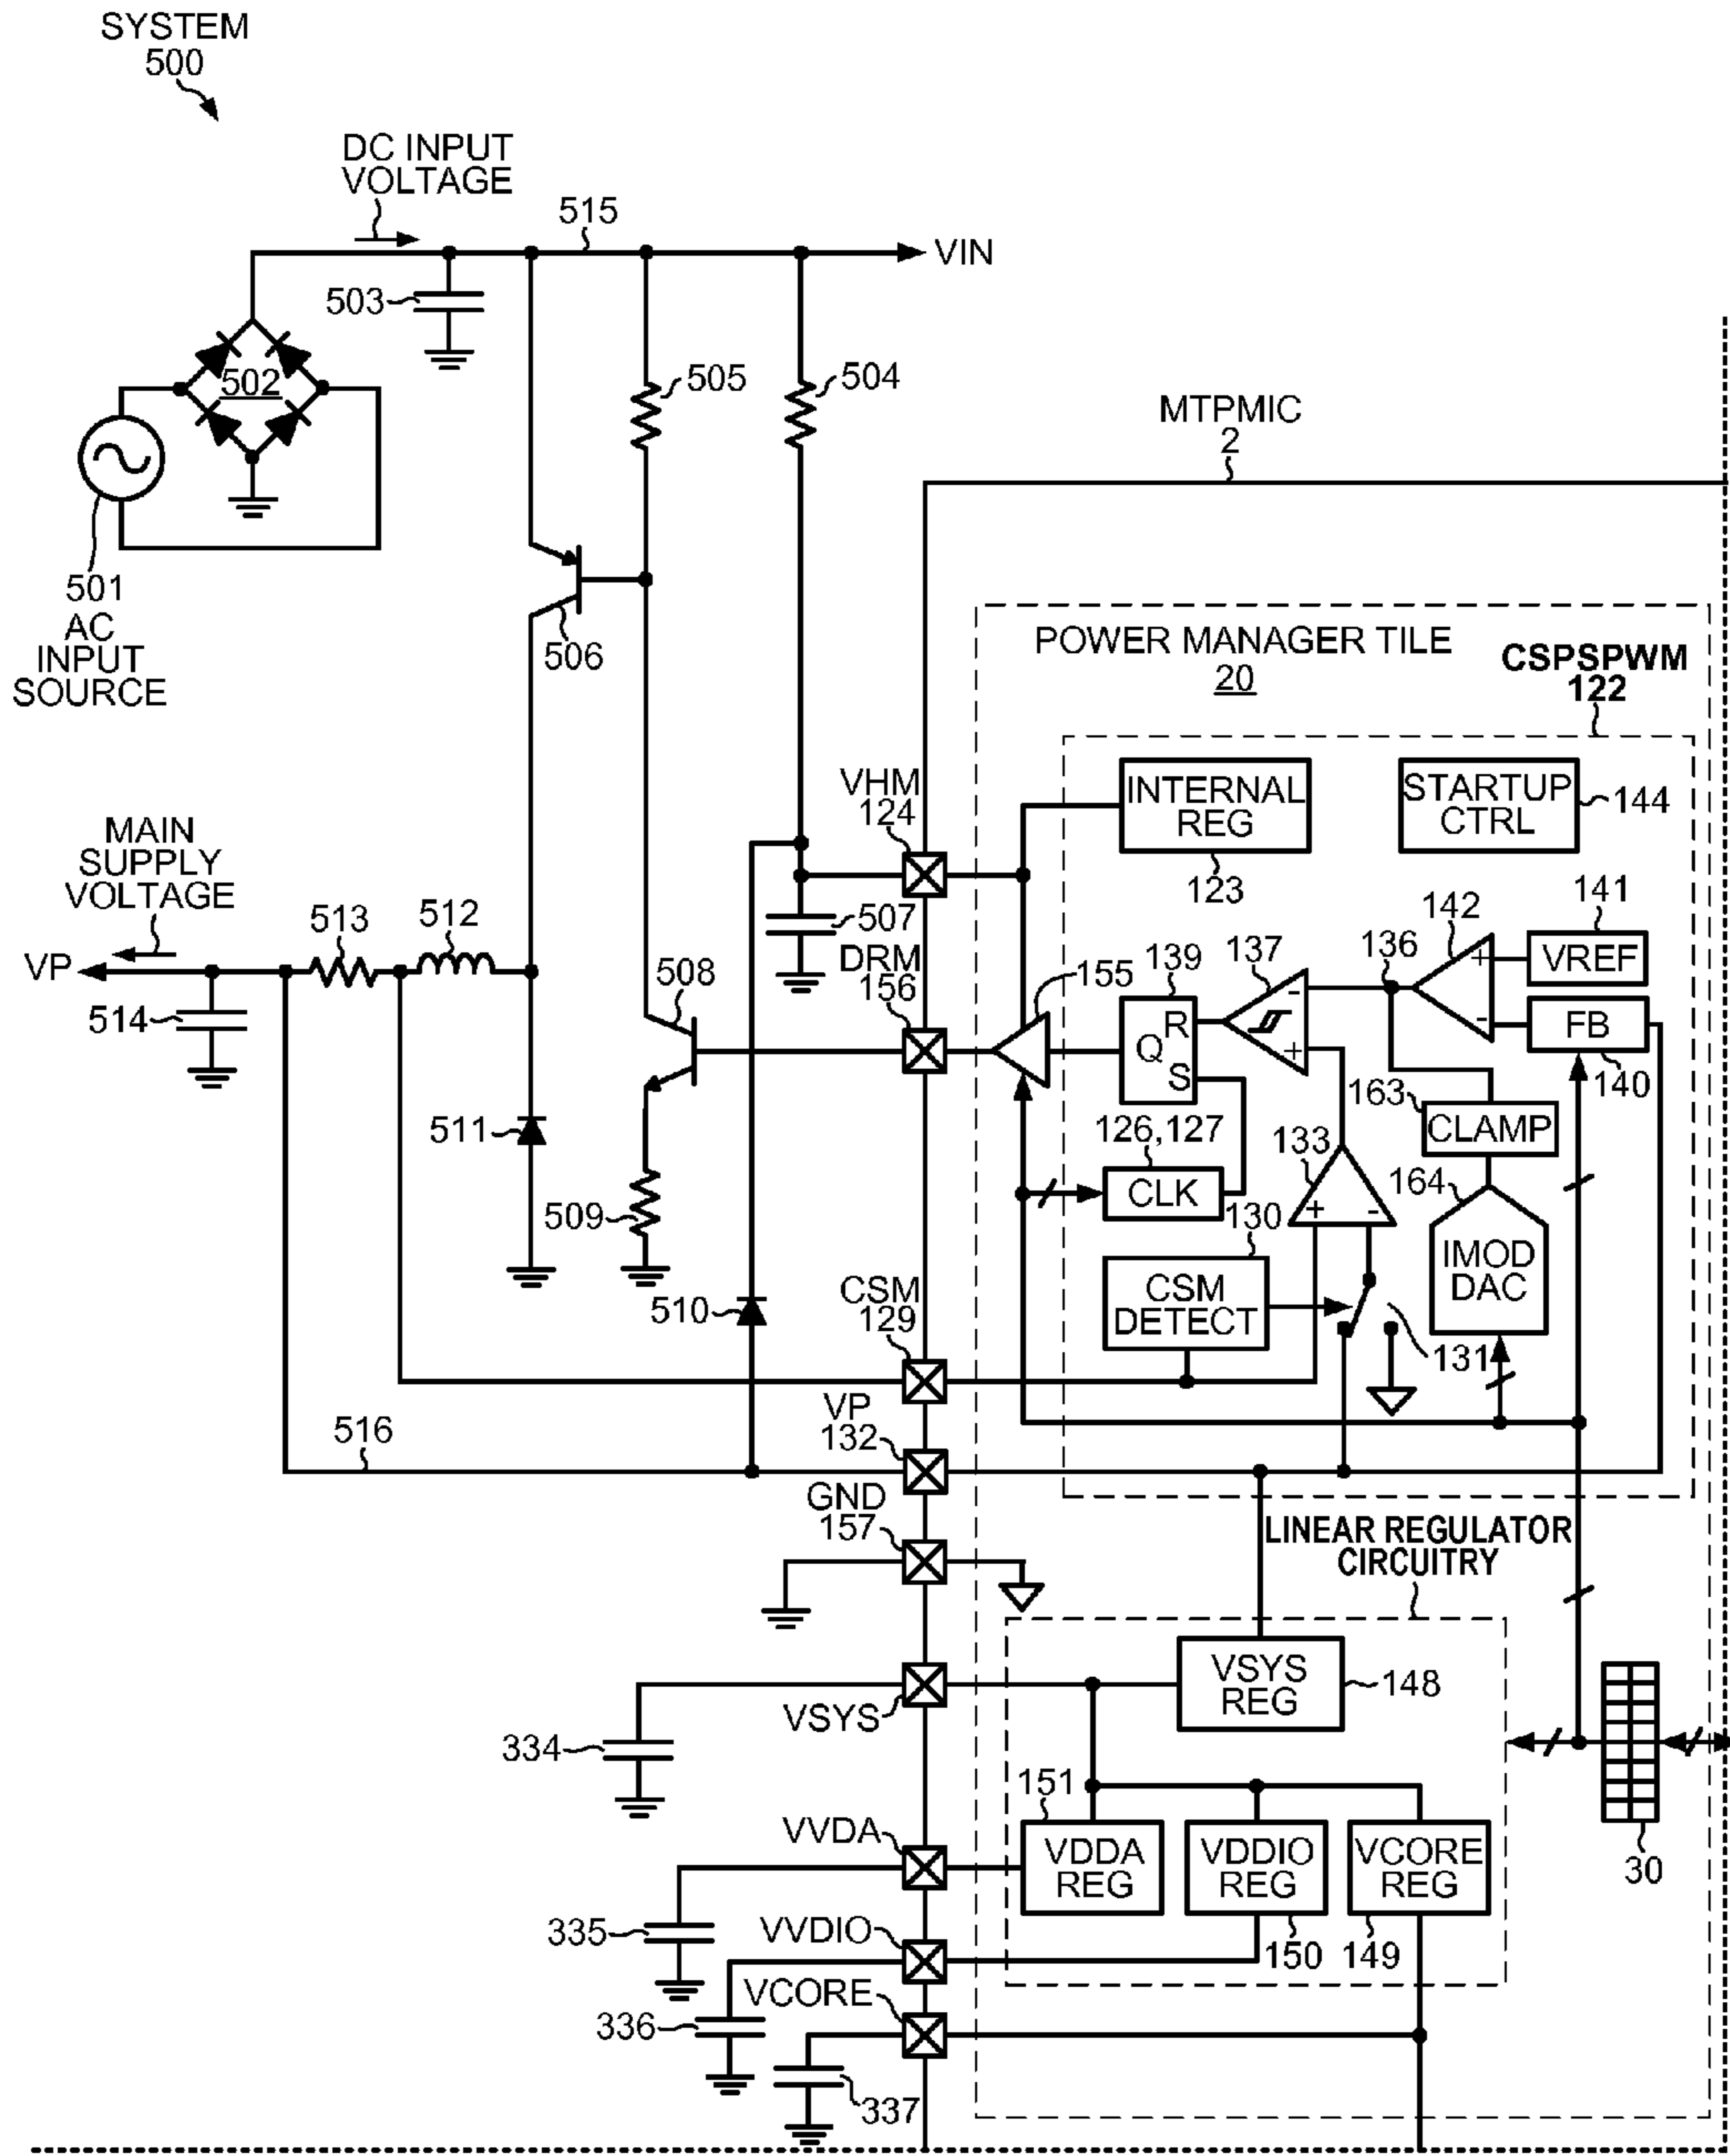 SYSTEM
500
DC INPUT
VOLTAGE
515
VIN
503
502
505
504
501
AC
INPUT
SOURCE
506
MTPMIC
2
POWER MANAGER TILE
20
CSPSPWM
122
VHM
124
INTERNAL
REG
123
STARTUP
CTRL
144
MAIN
SUPPLY
VOLTAGE
VP
513
512
514
507
DRM
156
508
155
139
137
136
142
141
VREF
+
-
FB
140
R
Q
S
-
+
163
CLAMP
126,127
CLK
133
+
-
164
IMOD
DAC
511
509
510
130
CSM
DETECT
131
CSM
129
VP
132
516
GND
157
LINEAR REGULATOR
CIRCUITRY
VSYS
REG
148
VSYS
334
151
VDDA
REG
VDDIO
REG
150
VCORE
REG
149
30
VVDA
335
VVDIO
336
VCORE
337